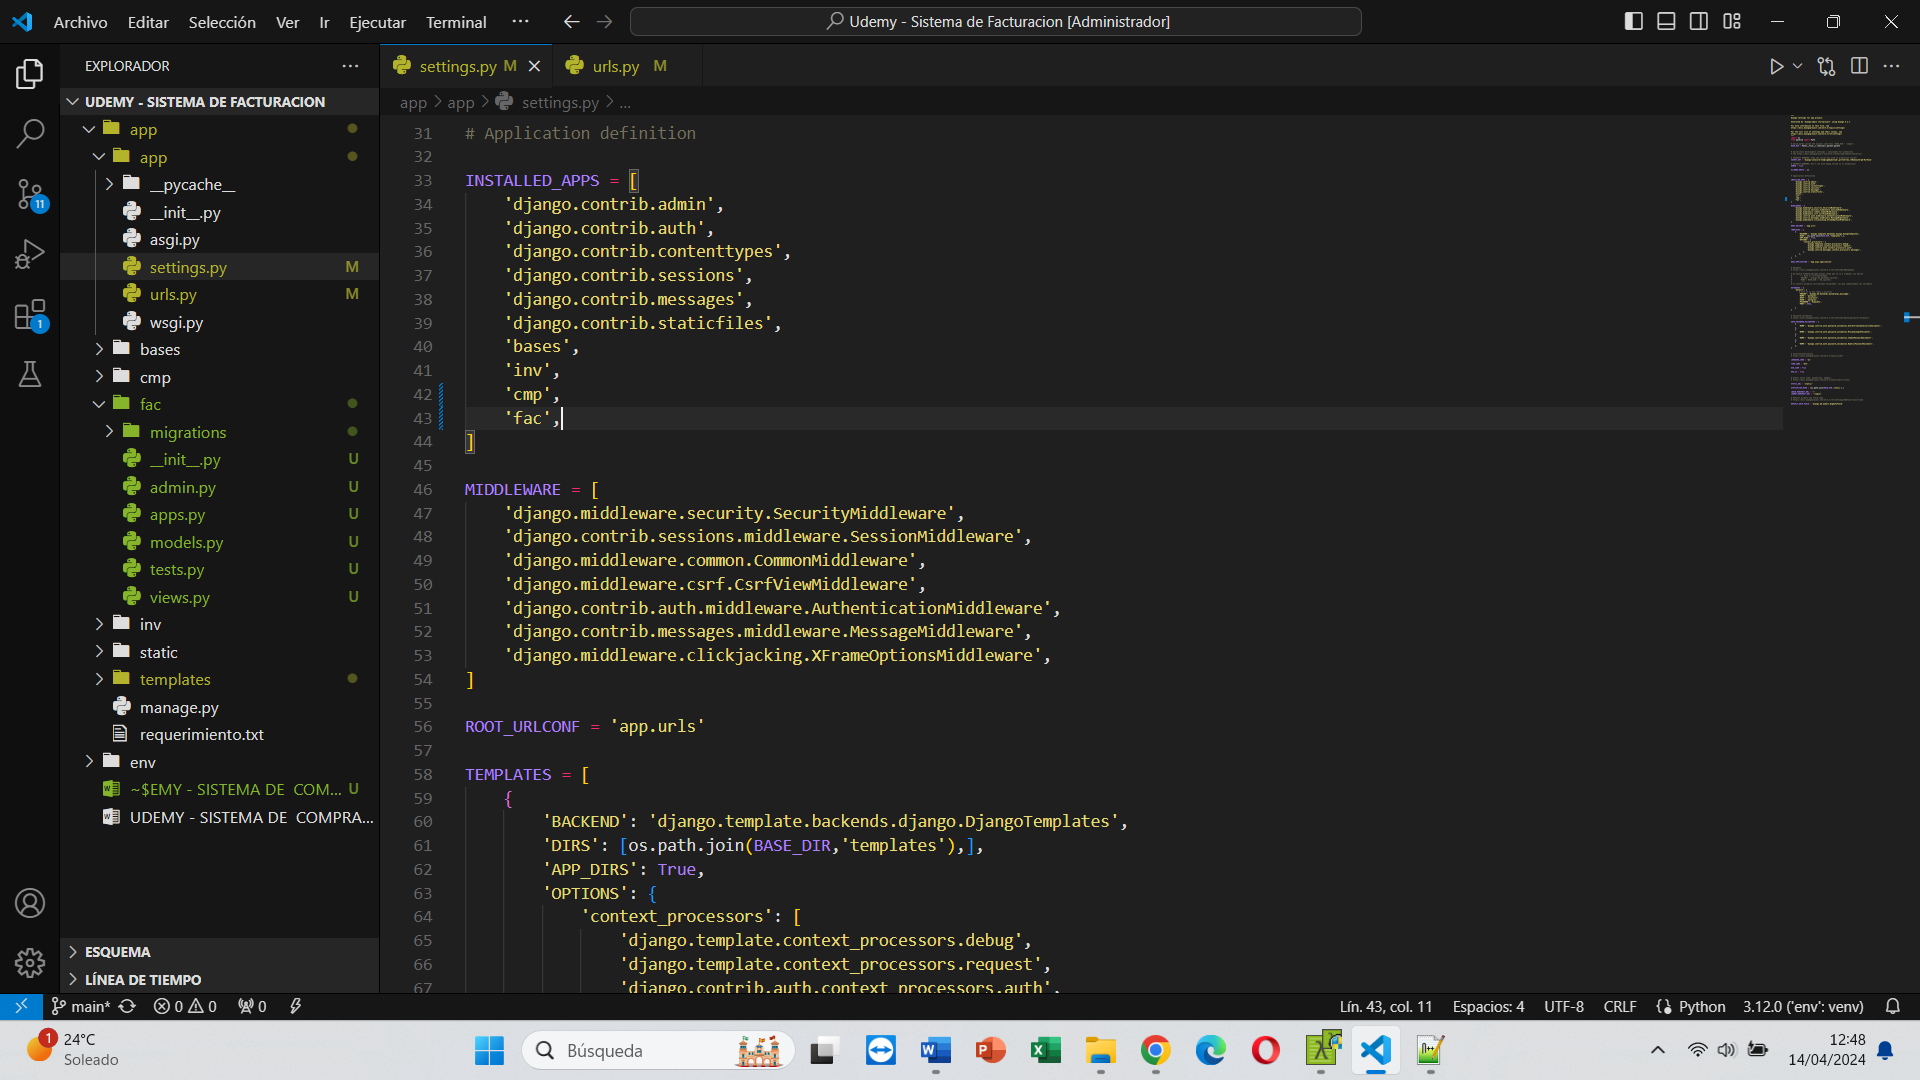 Archivo Editar Selección Ver Ir Ejecutar Terminal ··· Udemy - Sistema de Facturacion [Administrador]
EXPLORADOR ···
settings.py M
urls.py M
UDEMY - SISTEMA DE FACTURACION
app > app > settings.py > ...
app
app
__pycache__
__init__.py
asgi.py
settings.py M
urls.py M
wsgi.py
bases
cmp
fac
migrations
__init__.py U
admin.py U
apps.py U
models.py U
tests.py U
views.py U
inv
static
templates
manage.py
requerimiento.txt
env
~$EMY - SISTEMA DE COM... U
UDEMY - SISTEMA DE COMPRA...
ESQUEMA
LÍNEA DE TIEMPO
11
1
31 # Application definition
32
33 INSTALLED_APPS = [
34 'django.contrib.admin',
35 'django.contrib.auth',
36 'django.contrib.contenttypes',
37 'django.contrib.sessions',
38 'django.contrib.messages',
39 'django.contrib.staticfiles',
40 'bases',
41 'inv',
42 'cmp',
43 'fac',
44 ]
45
46 MIDDLEWARE = [
47 'django.middleware.security.SecurityMiddleware',
48 'django.contrib.sessions.middleware.SessionMiddleware',
49 'django.middleware.common.CommonMiddleware',
50 'django.middleware.csrf.CsrfViewMiddleware',
51 'django.contrib.auth.middleware.AuthenticationMiddleware',
52 'django.contrib.messages.middleware.MessageMiddleware',
53 'django.middleware.clickjacking.XFrameOptionsMiddleware',
54 ]
55
56 ROOT_URLCONF = 'app.urls'
57
58 TEMPLATES = [
59 {
60 'BACKEND': 'django.template.backends.django.DjangoTemplates',
61 'DIRS': [os.path.join(BASE_DIR,'templates'),],
62 'APP_DIRS': True,
63 'OPTIONS': {
64 'context_processors': [
65 'django.template.context_processors.debug',
66 'django.template.context_processors.request',
67 'django.contrib.auth.context_processors.auth',
main* 0 0 0 Lín. 43, col. 11 Espacios: 4 UTF-8 CRLF Python 3.12.0 ('env': venv)
1
24°C
Soleado
Búsqueda
12:48
14/04/2024